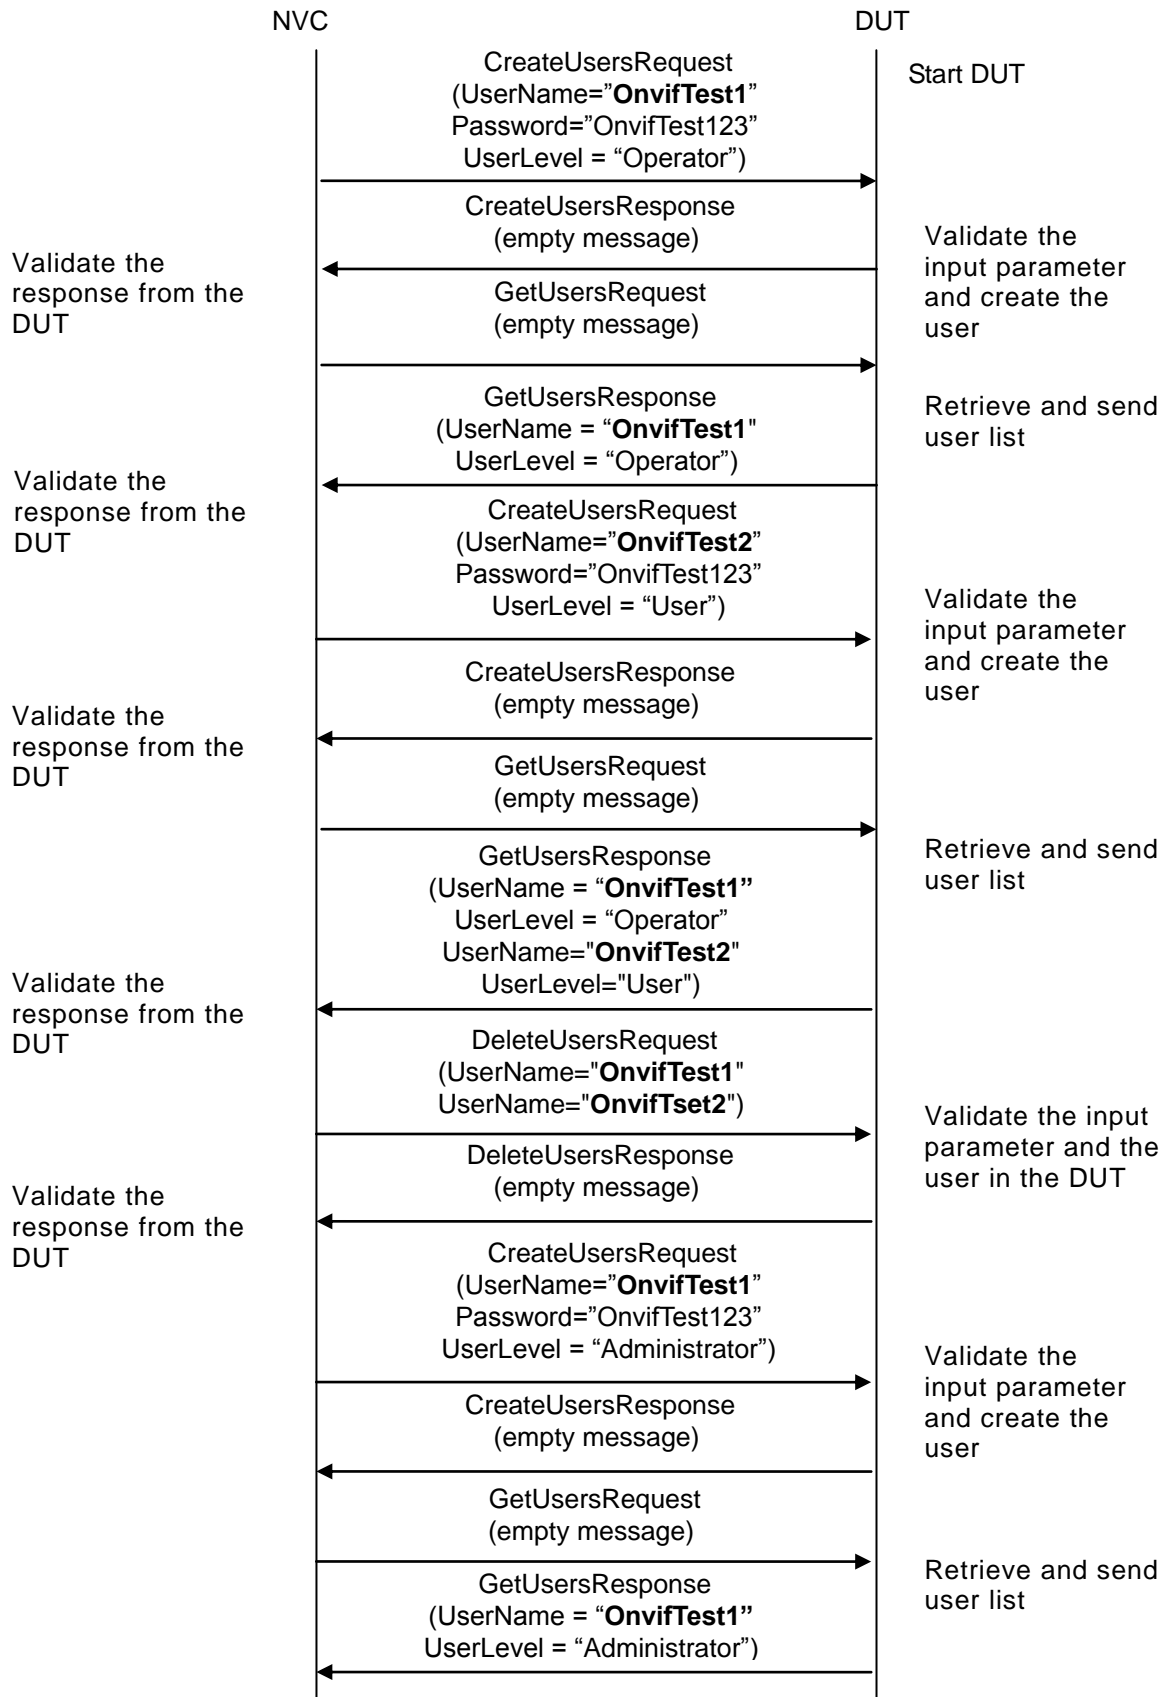 NVC
DUT
CreateUsersRequest
(UserName=”OnvifTest1”
Password=”OnvifTest123”
UserLevel = “Operator”)
Start DUT
CreateUsersResponse
(empty message)
Validate the
input parameter
and create the
user
Validate the
response from the
DUT
GetUsersRequest
(empty message)
GetUsersResponse
(UserName = “OnvifTest1"
UserLevel = “Operator”)
Retrieve and send
user list
Validate the
response from the
DUT
CreateUsersRequest
(UserName=”OnvifTest2”
Password=”OnvifTest123”
UserLevel = “User”)
Validate the
input parameter
and create the
user
CreateUsersResponse
(empty message)
Validate the
response from the
DUT
GetUsersRequest
(empty message)
Retrieve and send
user list
GetUsersResponse
(UserName = “OnvifTest1”
UserLevel = “Operator”
UserName="OnvifTest2"
UserLevel="User")
Validate the
response from the
DUT
DeleteUsersRequest
(UserName="OnvifTest1"
UserName="OnvifTset2")
Validate the input
parameter and the
user in the DUT
DeleteUsersResponse
(empty message)
Validate the
response from the
DUT
CreateUsersRequest
(UserName=”OnvifTest1”
Password=”OnvifTest123”
UserLevel = “Administrator”)
Validate the
input parameter
and create the
user
CreateUsersResponse
(empty message)
GetUsersRequest
(empty message)
Retrieve and send
user list
GetUsersResponse
(UserName = “OnvifTest1”
UserLevel = “Administrator”)